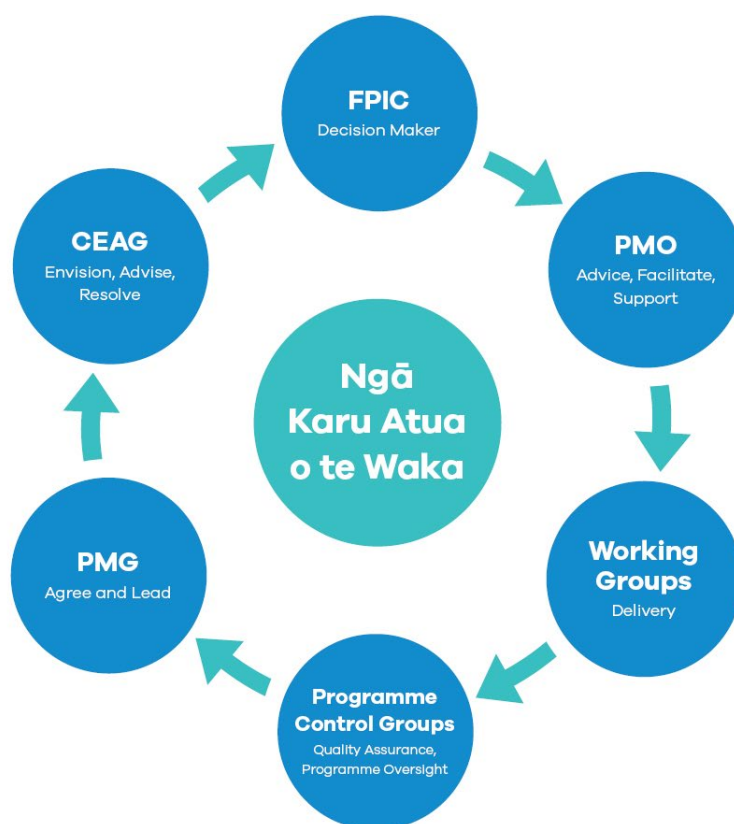 FPIC
Decision Maker
PMO
Advice, Facilitate,
Support
Working
Groups
Delivery
Programme
Control Groups
Quality Assurance,
Programme Oversight
PMG
Agree and Lead
CEAG
Envision, Advise,
Resolve
Ngā
Karu Atua
o te Waka